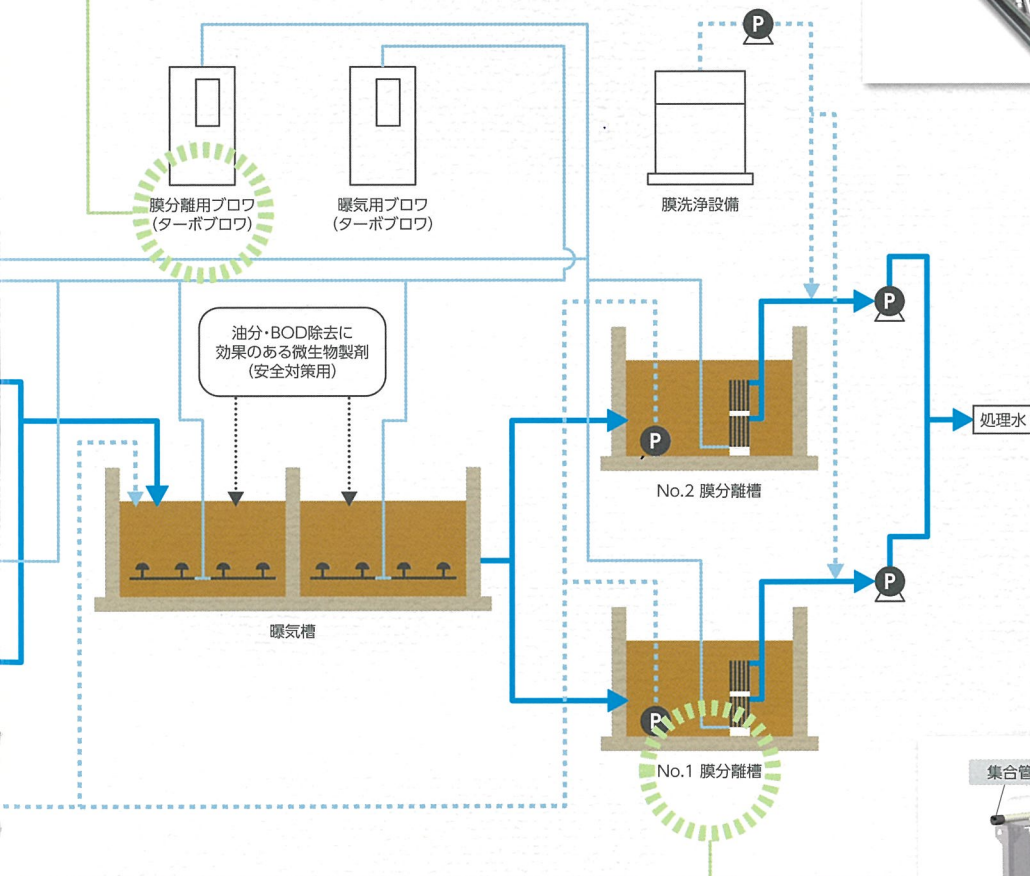 P
膜分離用ブロワ
(ターボブロワ)
曝気用ブロワ
(ターボブロワ)
膜洗浄設備
油分・BOD除去に
効果のある微生物製剤
(安全対策用)
P
P
No.2 膜分離槽
処理水
曝気槽
P
P
No.1 膜分離槽
集合管